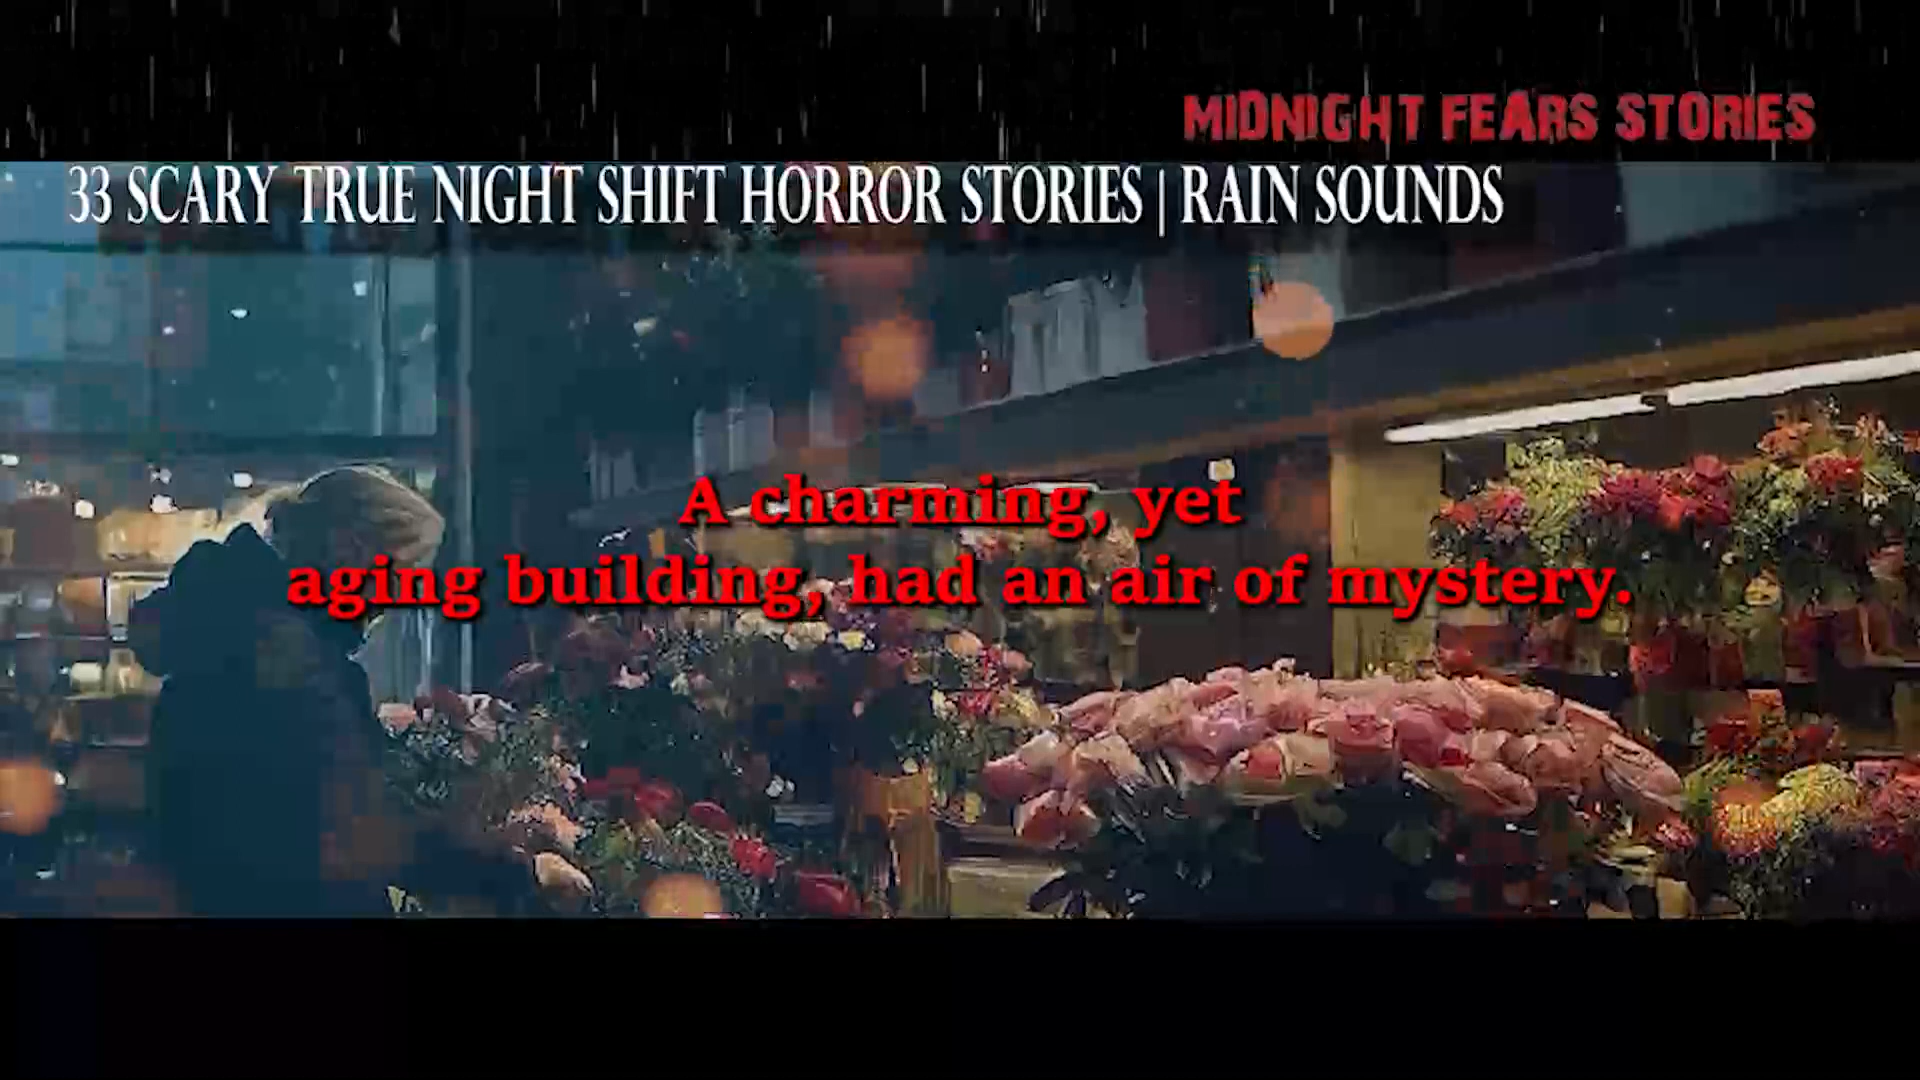 MIDNIGHT FEARS STORIES
33 SCARY TRUE NIGHT SHIFT HORROR STORIES | RAIN SOUNDS
A charming, yet
aging building, had an air of mystery.